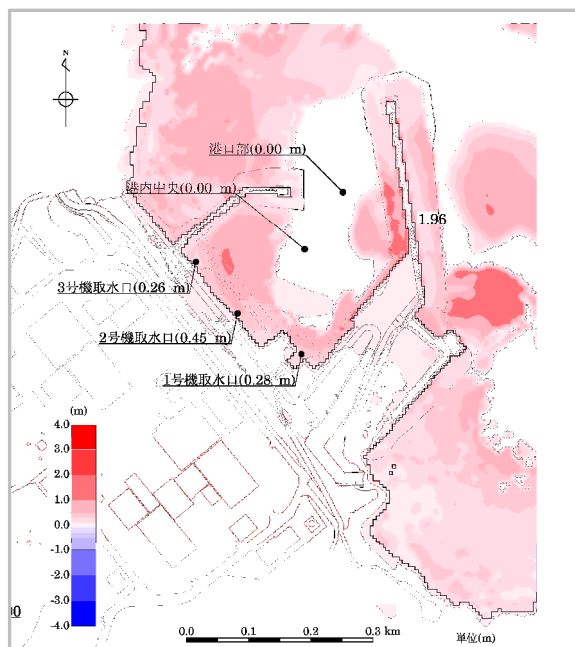 N
港口部(0.00 m)
港内中央(0.00 m)
1.96
3号機取水口(0.26 m)
2号機取水口(0.45 m)
1号機取水口(0.28 m)
(m)
4.0
3.0
2.0
1.0
0.0
-1.0
-2.0
-3.0
-4.0
0.0 0.1 0.2 0.3 km
単位(m)